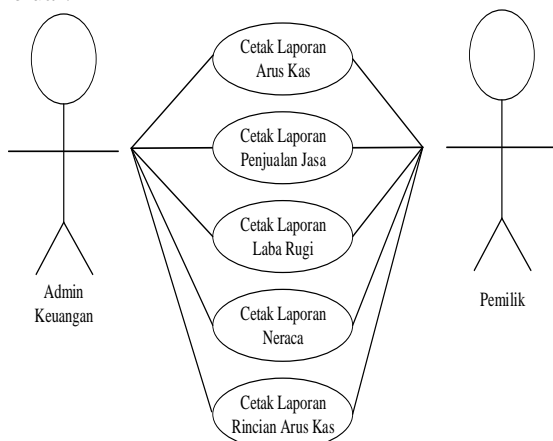 Cetak Laporan
Arus Kas
Cetak Laporan
Penjualan Jasa
Cetak Laporan
Laba Rugi
Cetak Laporan
Neraca
Cetak Laporan
Rincian Arus Kas
Admin
Keuangan
Pemilik